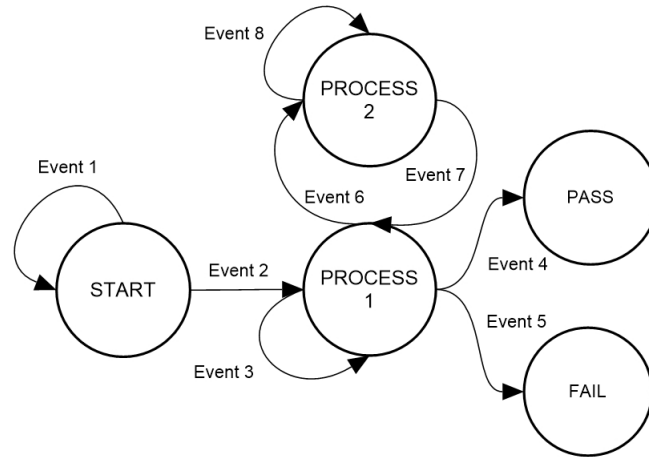 Event 8
PROCESS
2
Event 1
Event 6
Event 7
PASS
START
Event 2
PROCESS
1
Event 4
Event 3
Event 5
FAIL